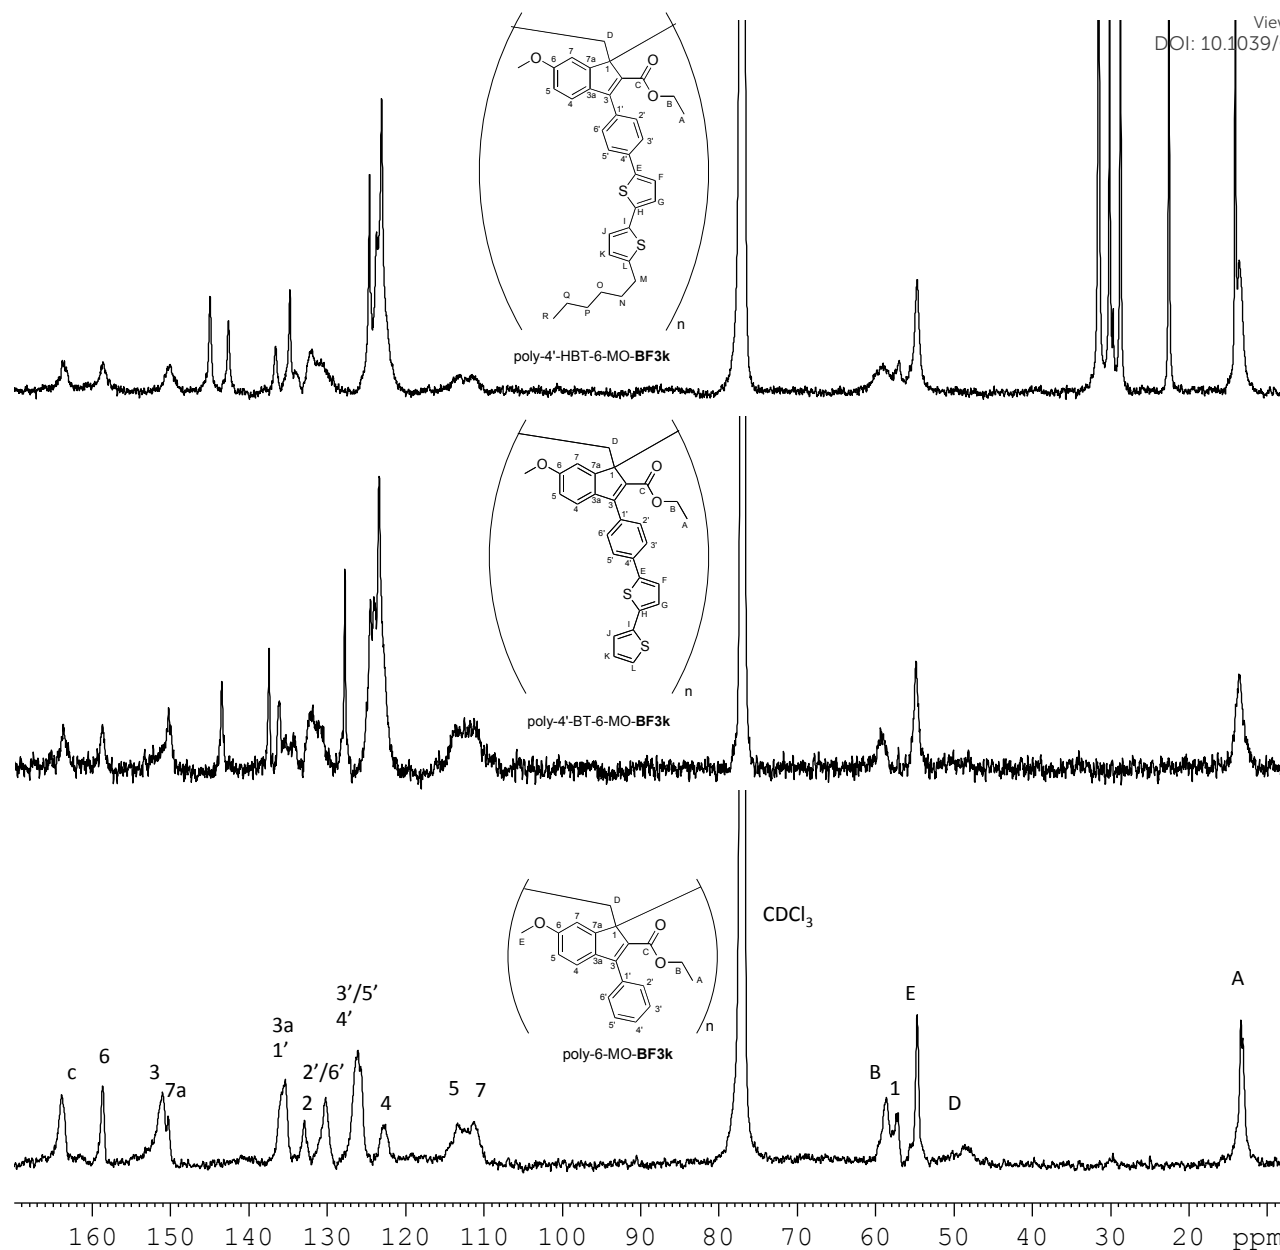 View
DOI: 10.1039/
D
O
6
7
7a
1
O
C
O
B
A
5
4
3a
3
1'
2'
6'
3'
5'
4'
E
F
S
G
H
I
J
S
K
L
M
Q
O
R
P
N
n
poly-4'-HBT-6-MO-BF3k
D
O
6
7
7a
1
O
C
O
B
A
5
4
3a
3
1'
2'
6'
3'
5'
4'
E
F
S
G
H
I
J
S
K
L
n
poly-4'-BT-6-MO-BF3k
D
O
E
6
7
7a
1
O
C
O
B
A
5
4
3a
3
1'
2'
6'
3'
5'
4'
n
poly-6-MO-BF3k
CDCl3
c
6
3
7a
3a
1’
2’/6’
2
3’/5’
4’
4
5
7
B
1
E
D
A
160 150 140 130 120 110 100 90 80 70 60 50 40 30 20 ppm